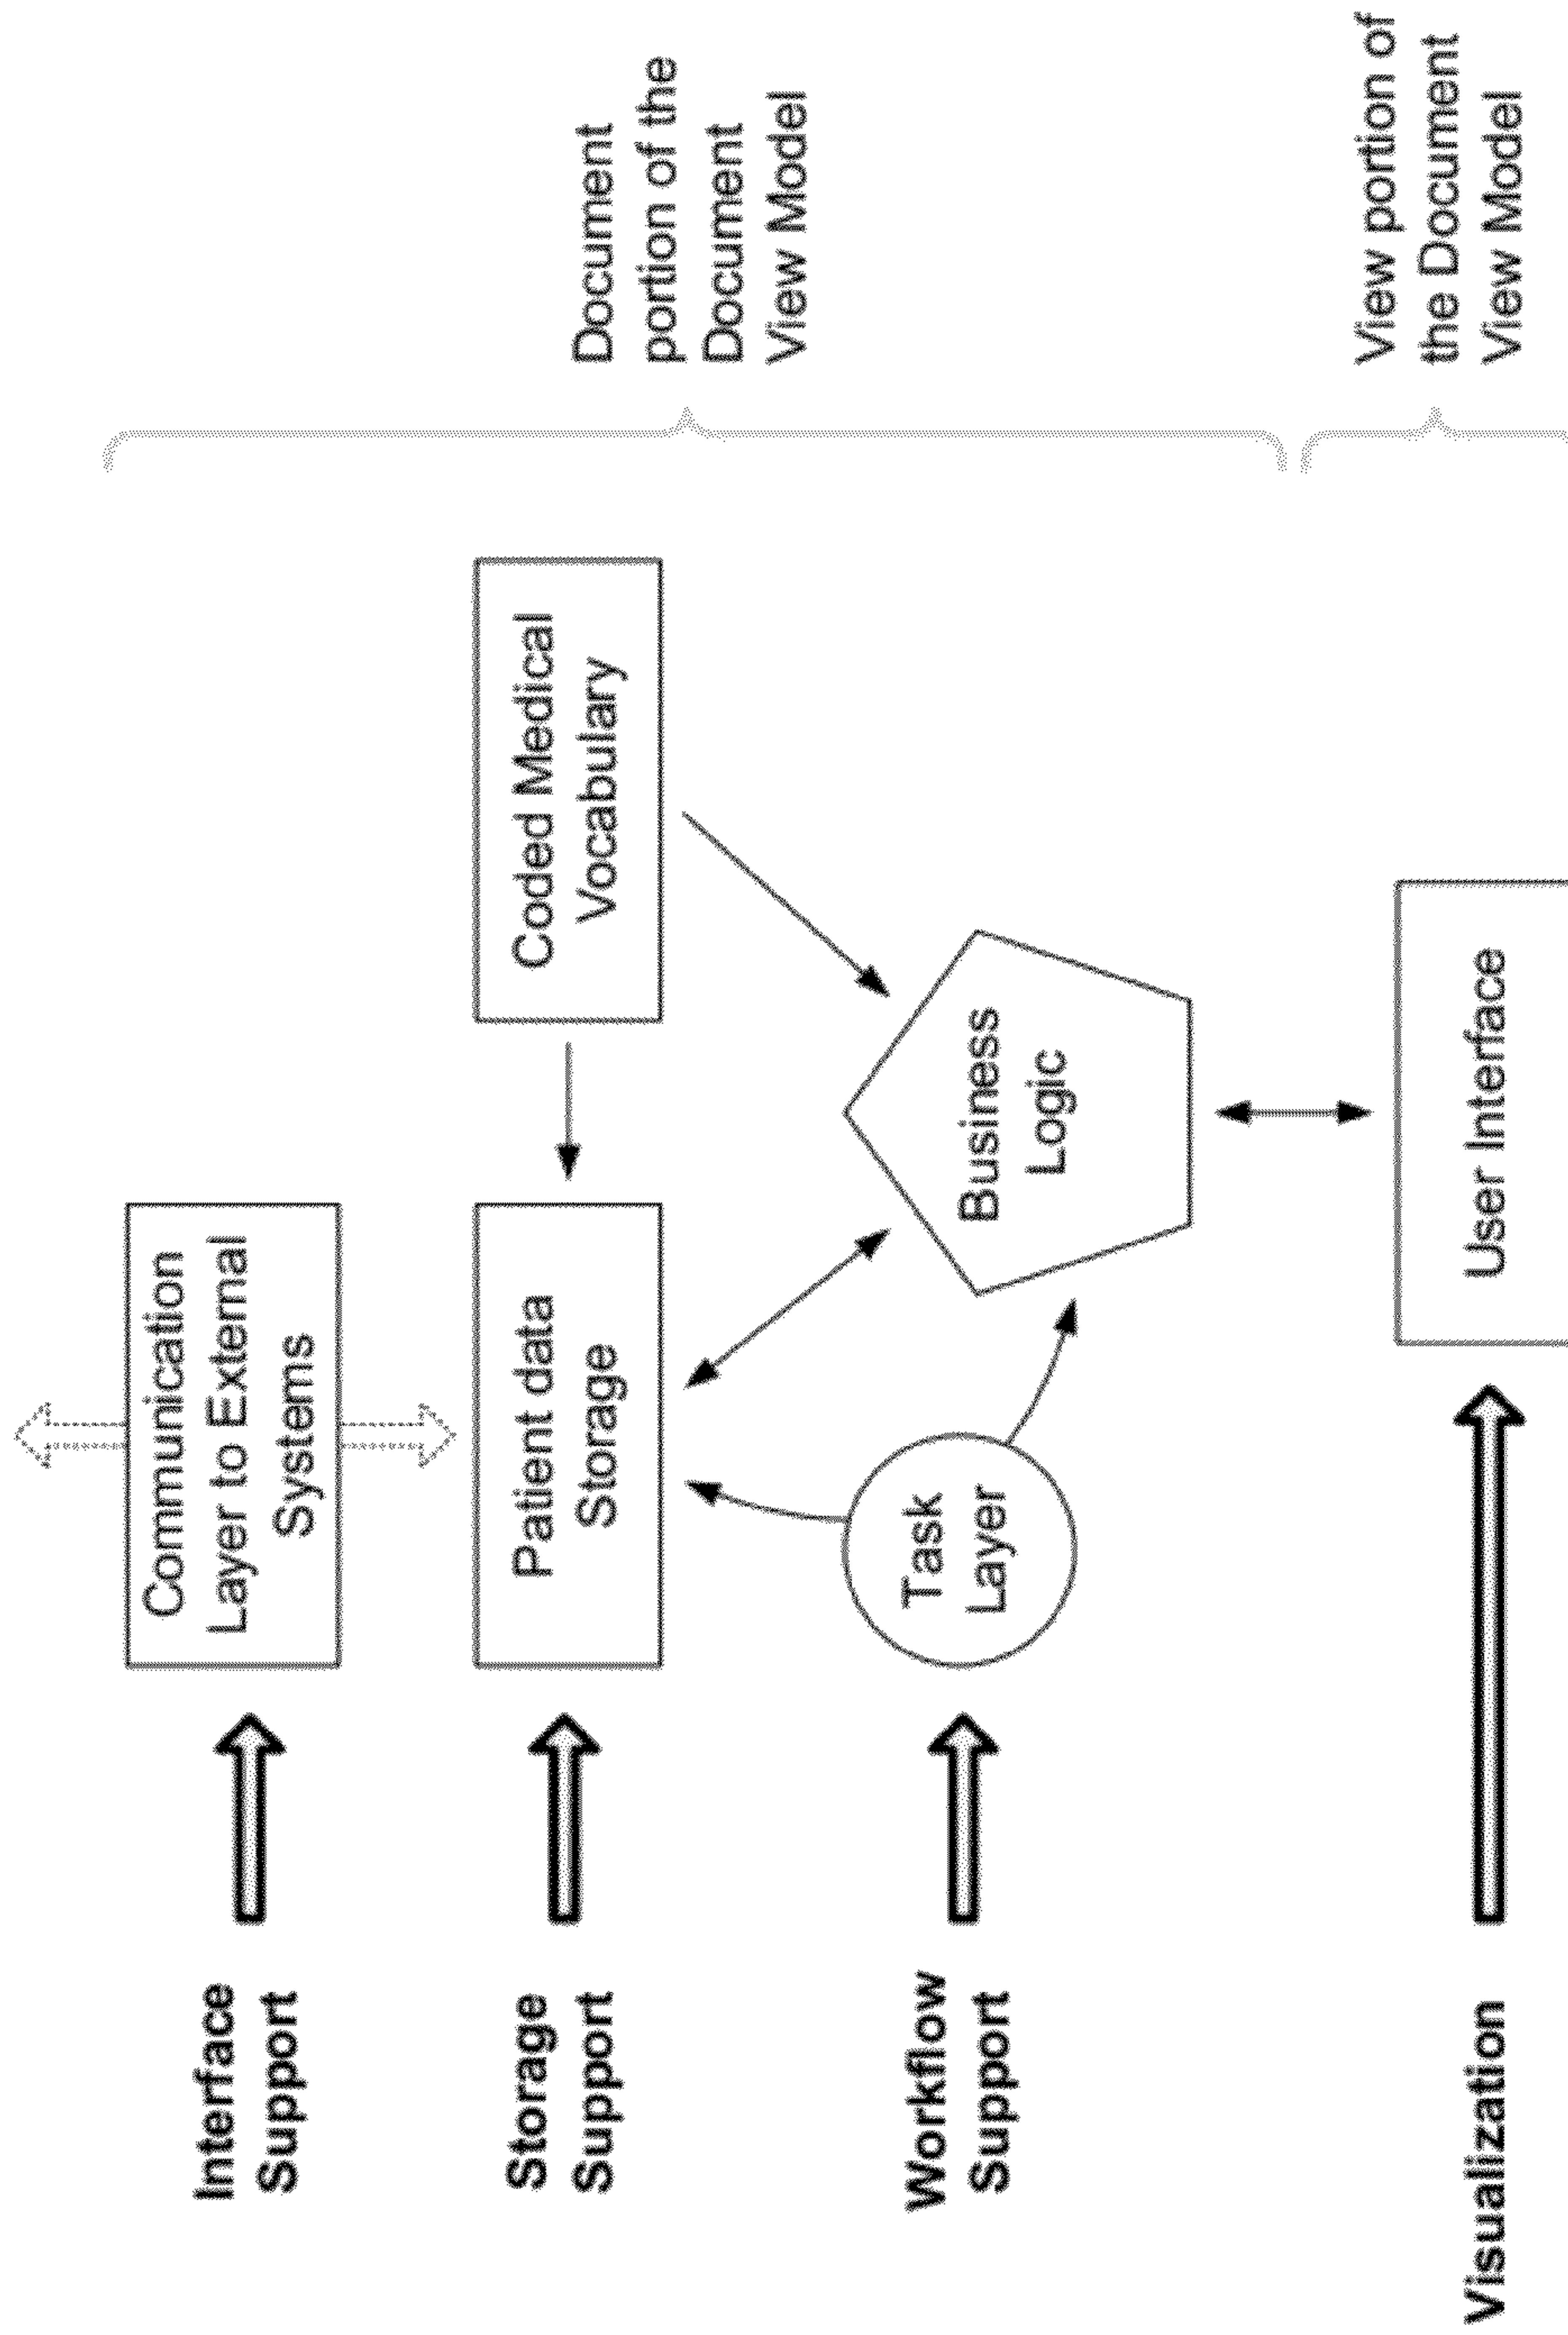 Interface
Support
Communication
Layer to External
Systems
Document
portion of the
Document
View Model
Storage
Support
Patient data
Storage
Coded Medical
Vocabulary
Workflow
Support
Task
Layer
Business
Logic
Visualization
User Interface
View portion of
the Document
View Model